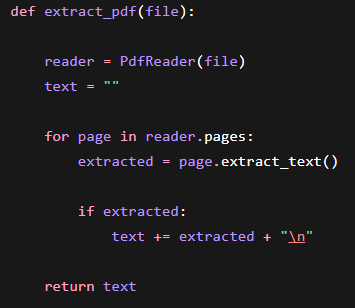 def extract_pdf(file):
    reader = PdfReader(file)
    text = ""
    for page in reader.pages:
        extracted = page.extract_text()
        if extracted:
            text += extracted + "\n"
    return text